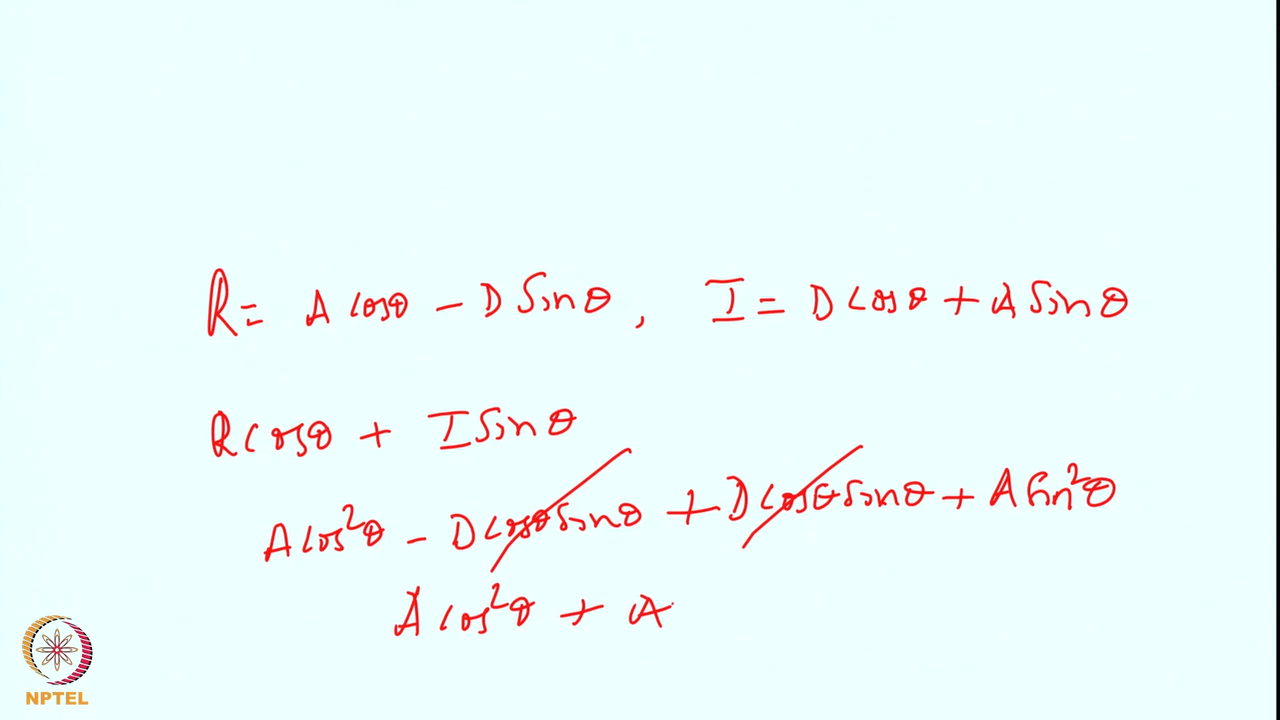 R = A cosθ - D Sinθ , I = D cosθ + A Sinθ
R cosθ + I Sinθ
A cos²θ - D cosθ sinθ + D cosθ sinθ + A Sin²θ
A cos²θ + A
NPTEL